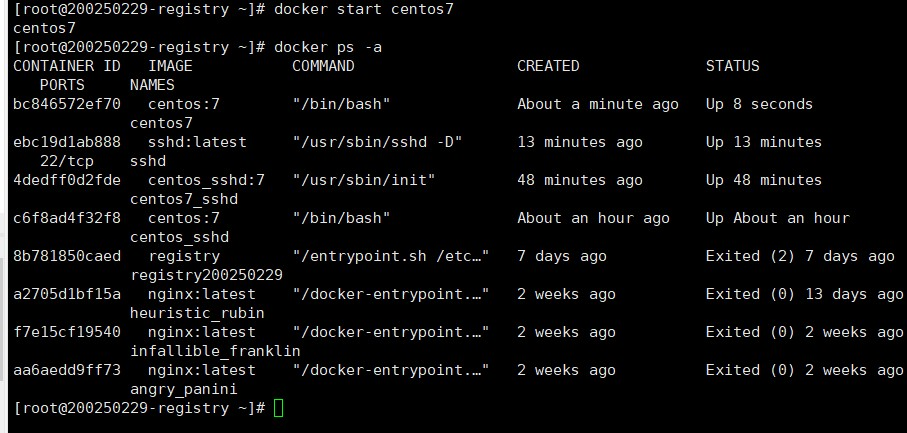 [root@200250229-registry ~]# docker start centos7
centos7
[root@200250229-registry ~]# docker ps -a
CONTAINER ID   IMAGE          COMMAND                  CREATED              STATUS
   PORTS     NAMES
bc846572ef70   centos:7       "/bin/bash"              About a minute ago   Up 8 seconds
             centos7
ebc19d1ab888   sshd:latest    "/usr/sbin/sshd -D"      13 minutes ago       Up 13 minutes
   22/tcp    sshd
4dedff0d2fde   centos_sshd:7  "/usr/sbin/init"         48 minutes ago       Up 48 minutes
             centos7_sshd
c6f8ad4f32f8   centos:7       "/bin/bash"              About an hour ago    Up About an hour
             centos_sshd
8b781850caed   registry       "/entrypoint.sh /etc…"   7 days ago           Exited (2) 7 days ago
             registry200250229
a2705d1bf15a   nginx:latest   "/docker-entrypoint.…"   2 weeks ago          Exited (0) 13 days ago
             heuristic_rubin
f7e15cf19540   nginx:latest   "/docker-entrypoint.…"   2 weeks ago          Exited (0) 2 weeks ago
             infallible_franklin
aa6aedd9ff73   nginx:latest   "/docker-entrypoint.…"   2 weeks ago          Exited (0) 2 weeks ago
             angry_panini
[root@200250229-registry ~]#